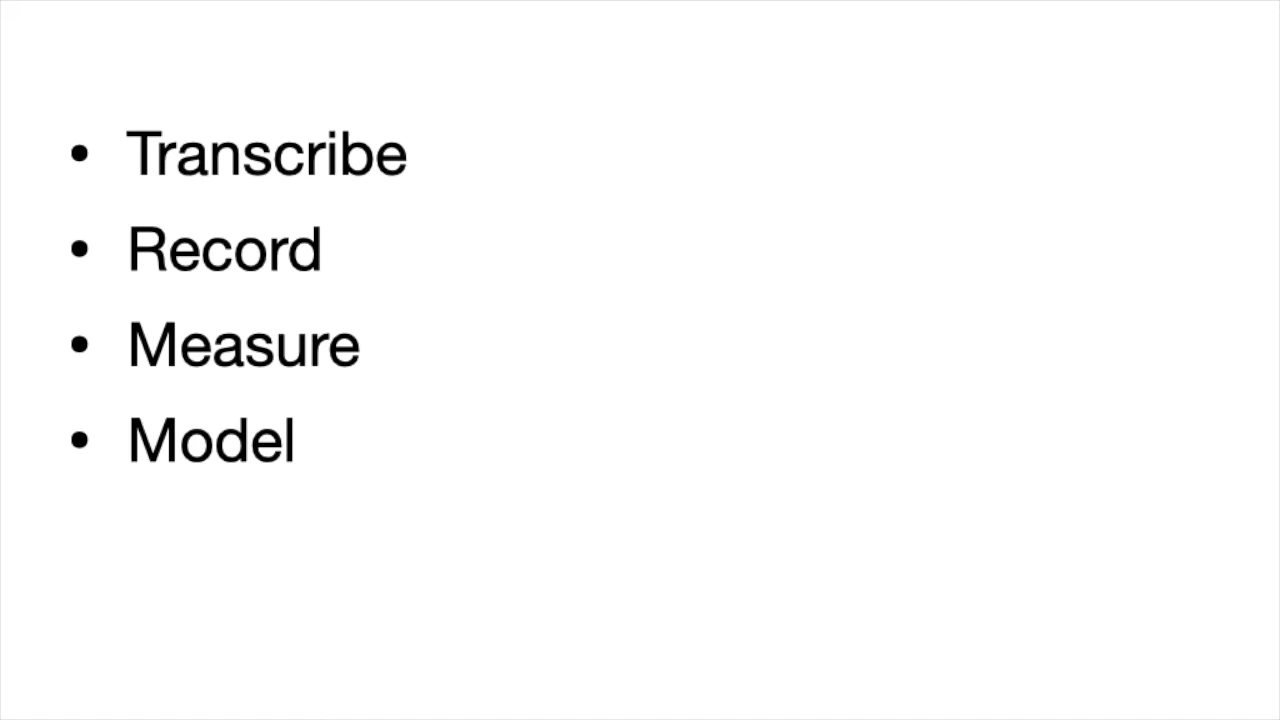 • Transcribe
• Record
• Measure
• Model